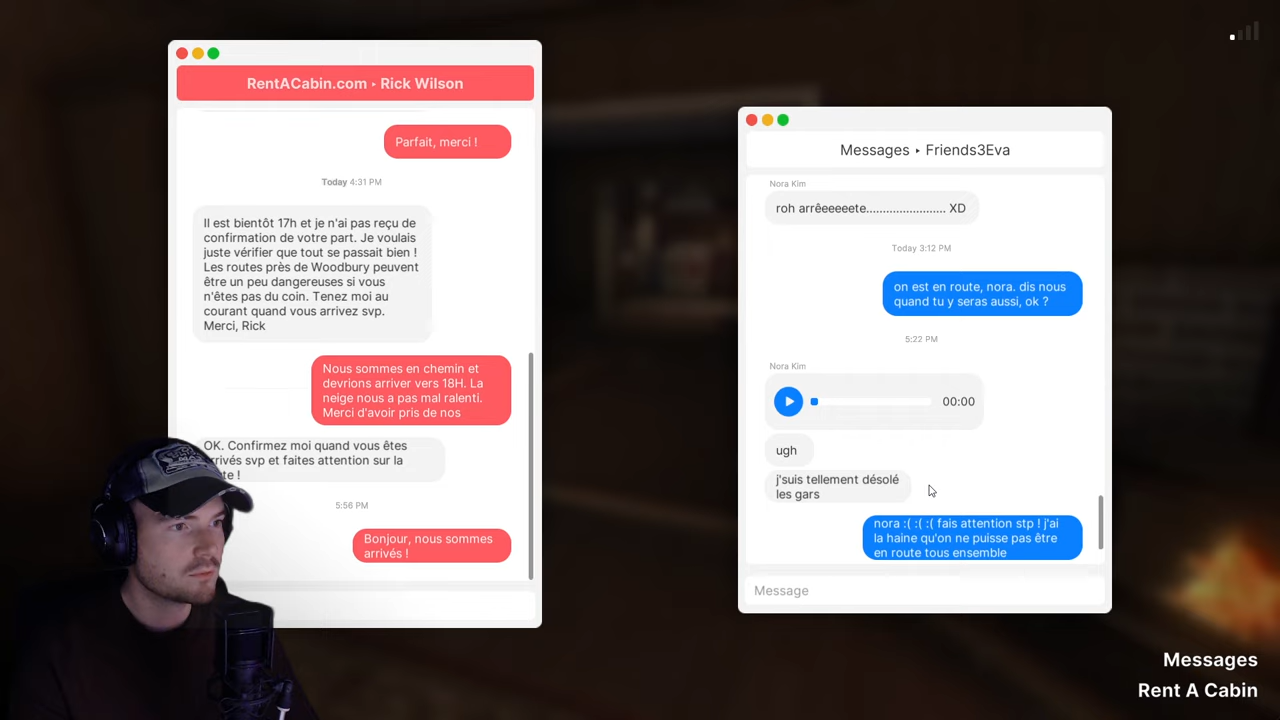 RentACabin.com ▸ Rick Wilson
Parfait, merci !
Today 4:31 PM
Il est bientôt 17h et je n'ai pas reçu de
confirmation de votre part. Je voulais
juste vérifier que tout se passait bien !
Les routes près de Woodbury peuvent
être un peu dangereuses si vous
n'êtes pas du coin. Tenez moi au
courant quand vous arrivez svp.
Merci, Rick
Nous sommes en chemin et
devrions arriver vers 18H. La
neige nous a pas mal ralenti.
Merci d'avoir pris de nos
OK. Confirmez moi quand vous êtes
arrivés svp et faites attention sur la
5:56 PM
Bonjour, nous sommes
arrivés !
Messages ▸ Friends3Eva
Nora Kim
roh arrêeeeeete....................... XD
Today 3:12 PM
on est en route, nora. dis nous
quand tu y seras aussi, ok ?
5:22 PM
Nora Kim
00:00
ugh
j'suis tellement désolé
les gars
nora :( :( :( fais attention stp ! j'ai
la haine qu'on ne puisse pas être
en route tous ensemble
Message
Messages
Rent A Cabin